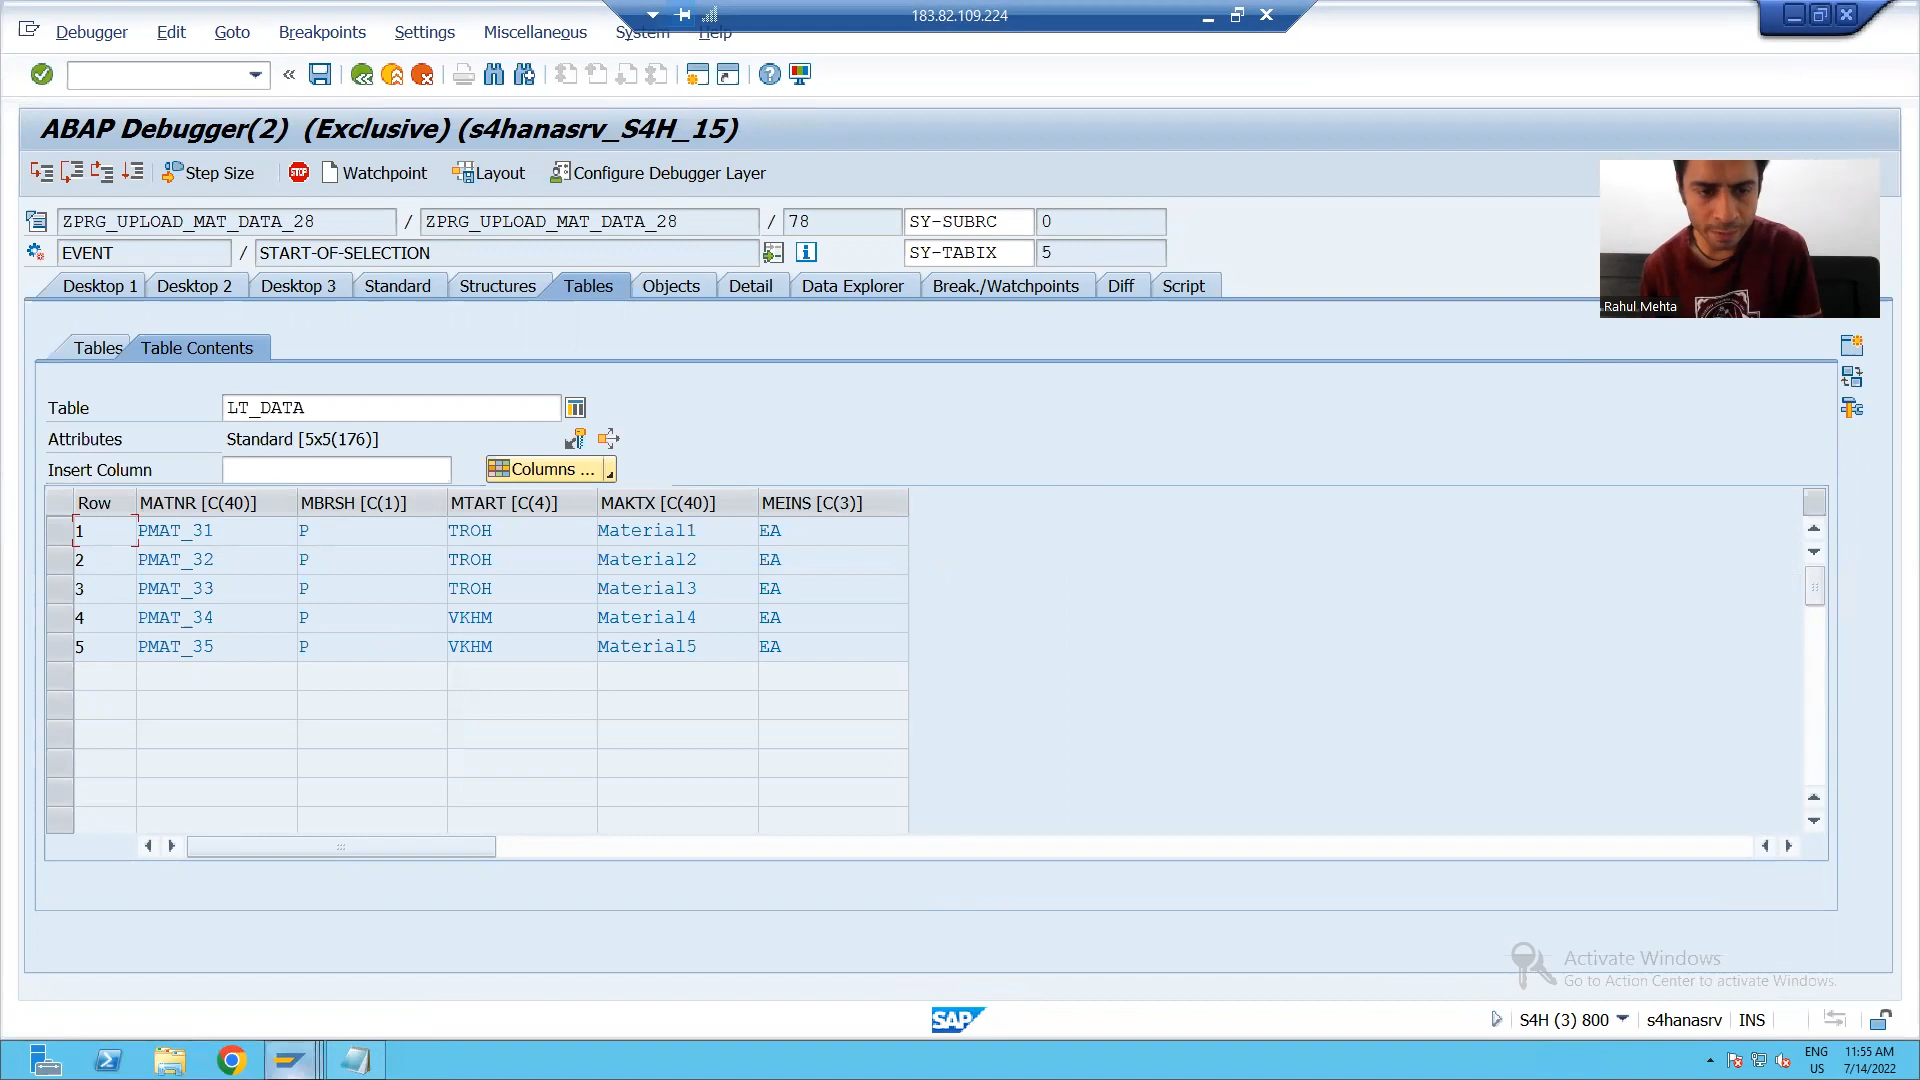 183.82.109.224
Debugger Edit Goto Breakpoints Settings Miscellaneous System Help
ABAP Debugger(2) (Exclusive) (s4hanasrv_S4H_15)
Step Size STOP Watchpoint Layout Configure Debugger Layer
ZPRG_UPLOAD_MAT_DATA_28 / ZPRG_UPLOAD_MAT_DATA_28 / 78 SY-SUBRC 0
EVENT / START-OF-SELECTION SY-TABIX 5
Desktop 1 Desktop 2 Desktop 3 Standard Structures Tables Objects Detail Data Explorer Break./Watchpoints Diff Script
Rahul Mehta
Tables Table Contents
Table LT_DATA
Attributes Standard [5x5(176)]
Insert Column Columns ...
Row MATNR [C(40)] MBRSH [C(1)] MTART [C(4)] MAKTX [C(40)] MEINS [C(3)]
1 PMAT_31 P TROH Material1 EA
2 PMAT_32 P TROH Material2 EA
3 PMAT_33 P TROH Material3 EA
4 PMAT_34 P VKHM Material4 EA
5 PMAT_35 P VKHM Material5 EA
Activate Windows
Go to Action Center to activate Windows.
SAP S4H (3) 800 s4hanasrv INS
ENG 11:55 AM
US 7/14/2022